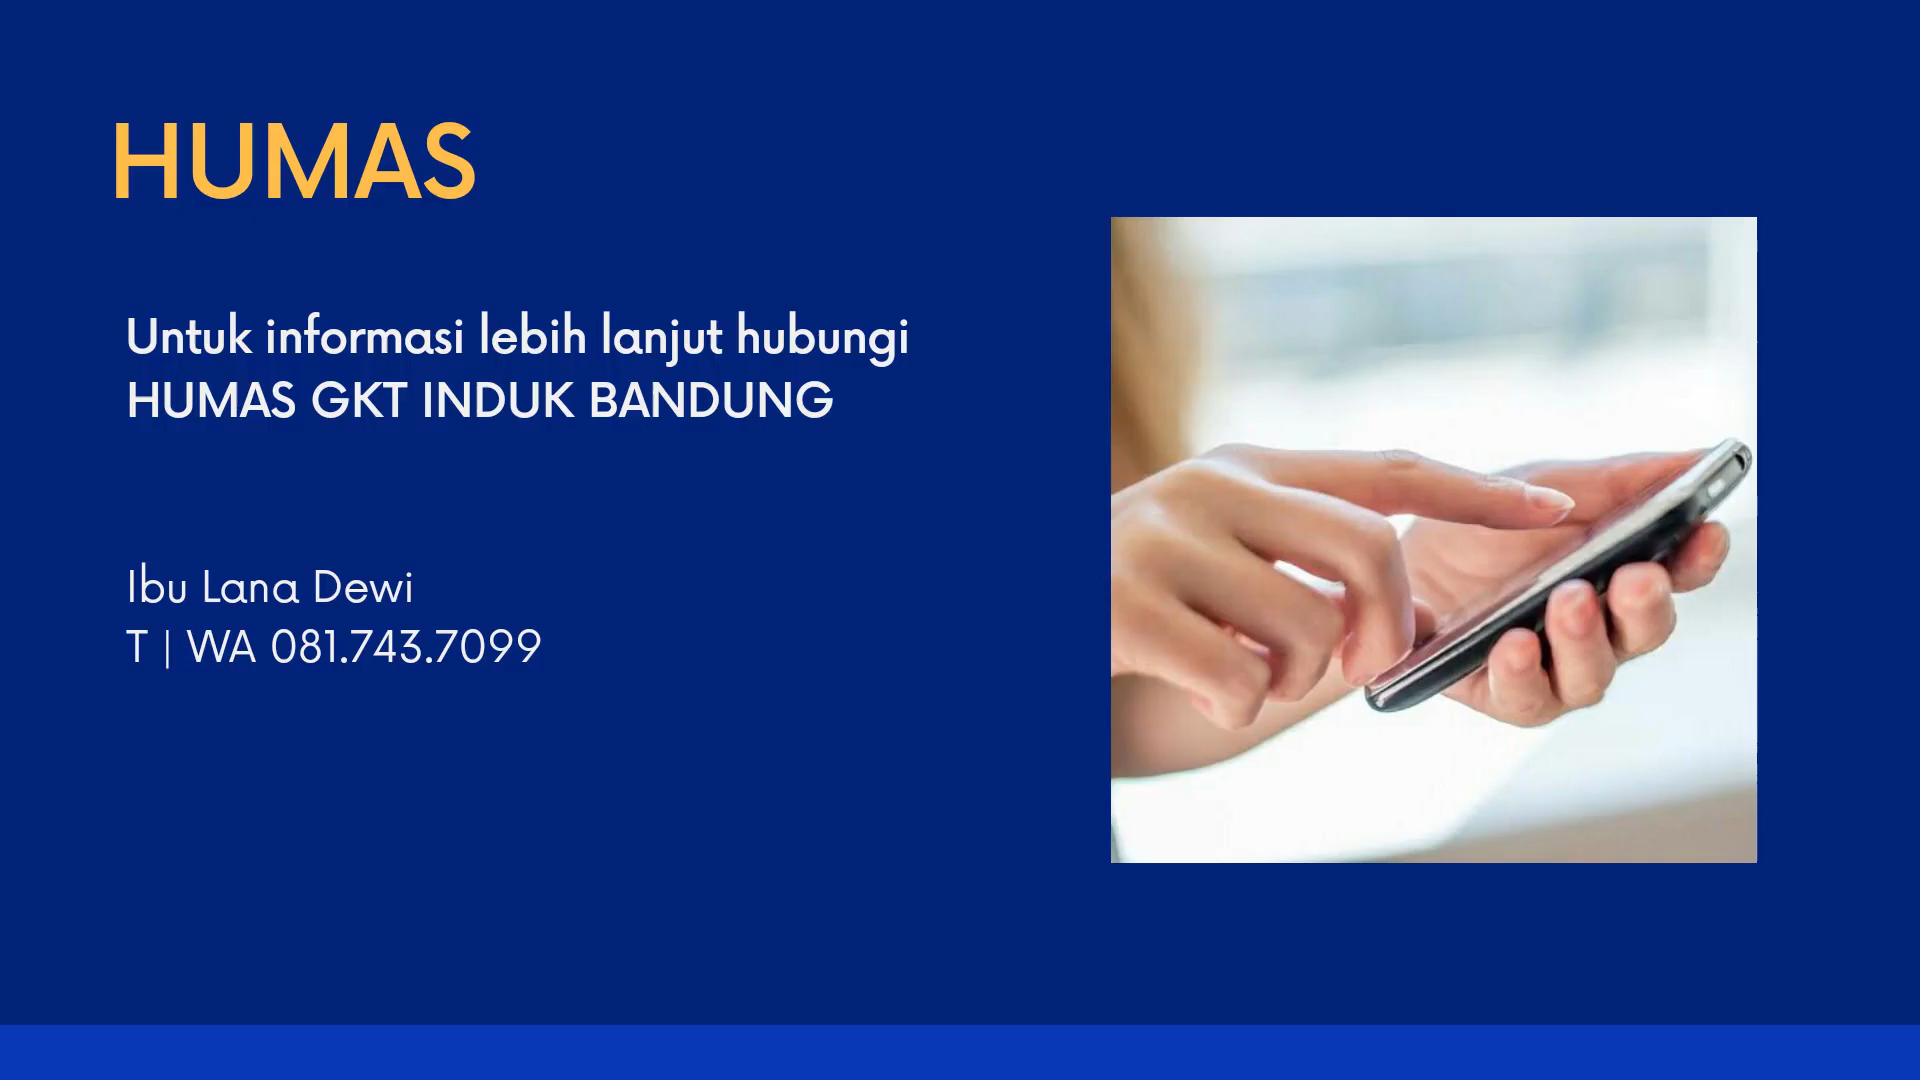 HUMAS
Untuk informasi lebih lanjut hubungi
HUMAS GKT INDUK BANDUNG
Ibu Lana Dewi
T | WA 081.743.7099